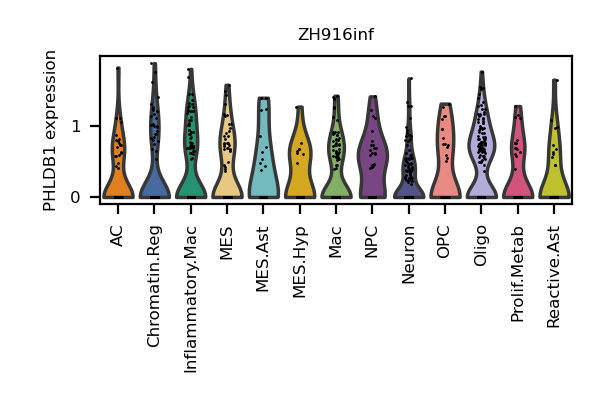 ZH916inf
PHLDB1 expression
1
0
AC
Chromatin.Reg
Inflammatory.Mac
MES
MES.Ast
MES.Hyp
Mac
NPC
Neuron
OPC
Oligo
Prolif.Metab
Reactive.Ast